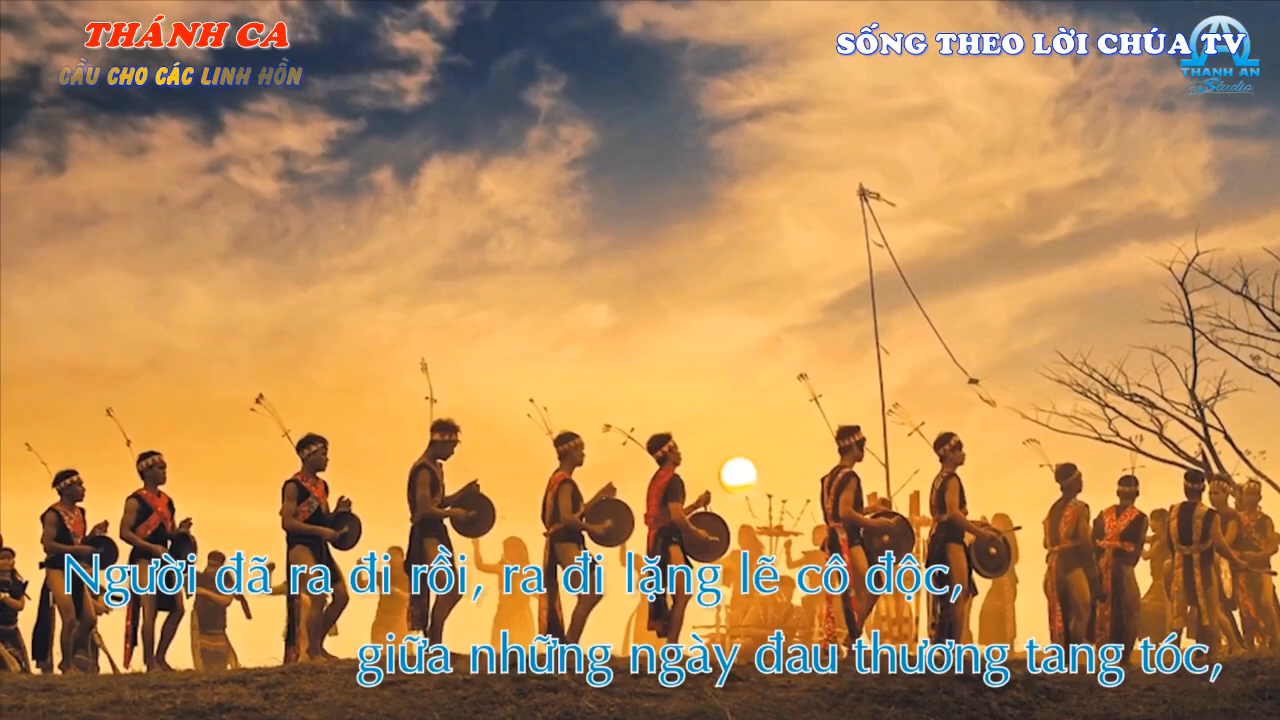 THÁNH CA
CẦU CHO CÁC LINH HỒN
SỐNG THEO LỜI CHÚA TV
THANH AN
Studio
Người đã ra đi rồi, ra đi lặng lẽ cô độc,
giữa những ngày đau thương tang tóc,